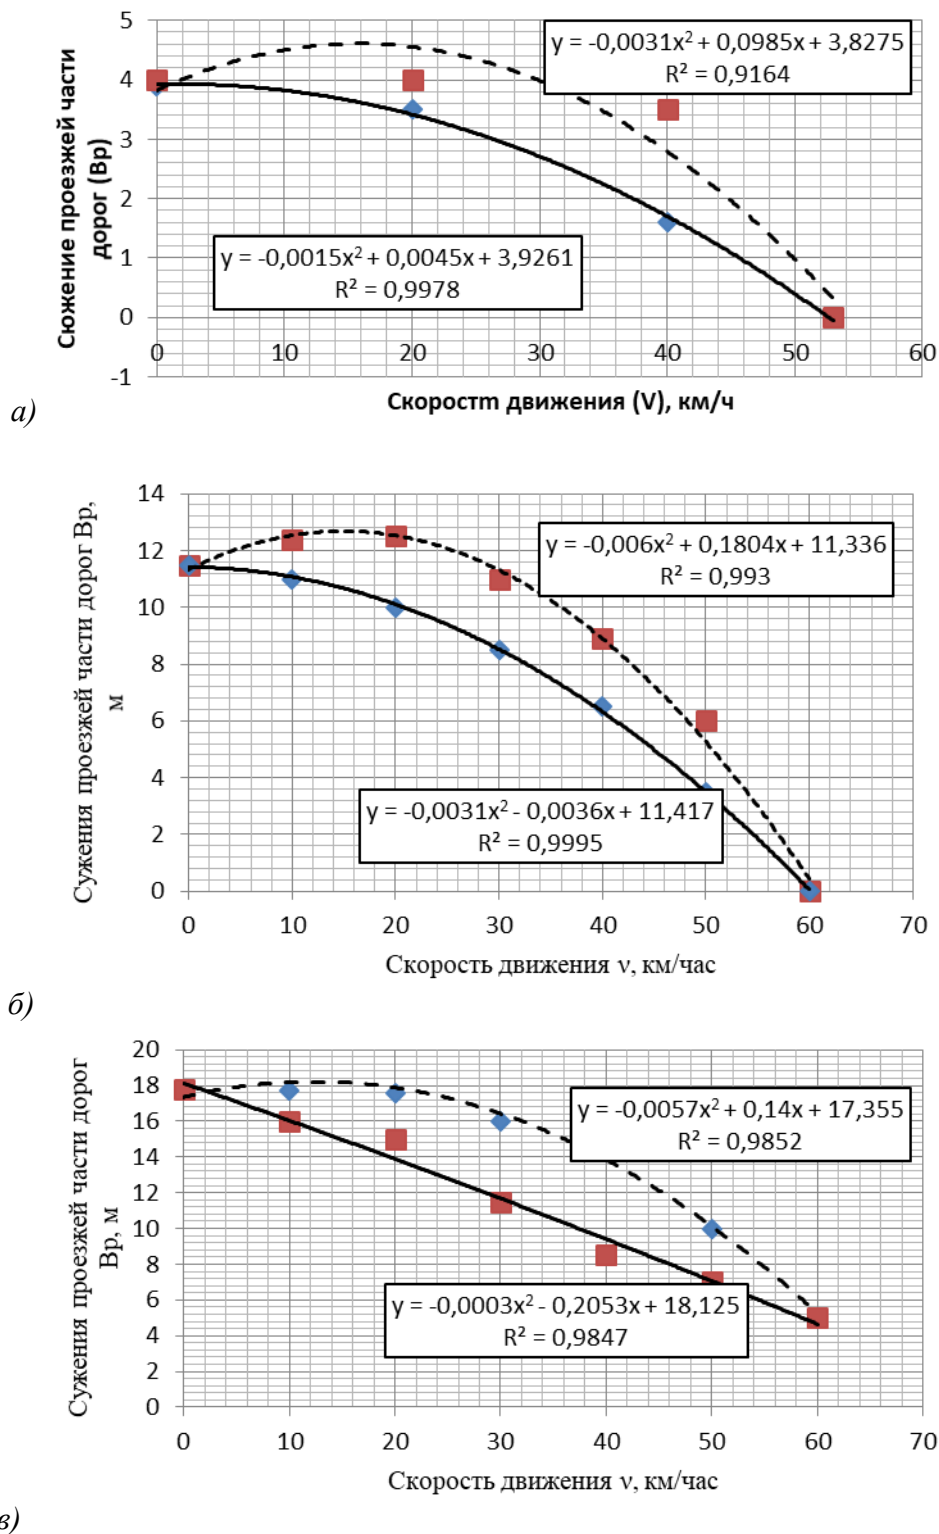 5
4
3
2
1
0
-1
0
10
20
30
40
50
60
Сюжение проезжей части
дорог (Вр)
y = -0,0031x² + 0,0985x + 3,8275
R² = 0,9164
y = -0,0015x² + 0,0045x + 3,9261
R² = 0,9978
Скоростm движения (V), км/ч
а)
14
12
10
8
6
4
2
0
0
10
20
30
40
50
60
70
Сужения проезжей части дорог Вр,
м
y = -0,006x² + 0,1804x + 11,336
R² = 0,993
y = -0,0031x² - 0,0036x + 11,417
R² = 0,9995
Скорость движения v, км/час
б)
20
18
16
14
12
10
8
6
4
2
0
0
10
20
30
40
50
60
70
Сужения проезжей части дорог
Вр, м
y = -0,0057x² + 0,14x + 17,355
R² = 0,9852
y = -0,0003x² - 0,2053x + 18,125
R² = 0,9847
Скорость движения v, км/час
в)